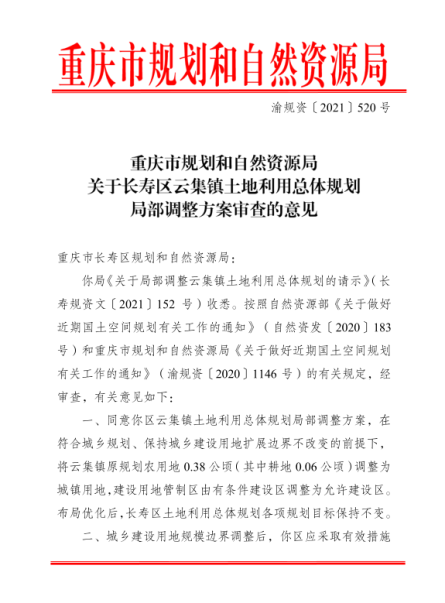 重庆市规划和自然资源局
渝规资〔2021〕520 号
重庆市规划和自然资源局
关于长寿区云集镇土地利用总体规划
局部调整方案审查的意见
重庆市长寿区规划和自然资源局：
你局《关于局部调整云集镇土地利用总体规划的请示》（长
寿规资文〔2021〕152 号）收悉。按照自然资源部《关于做好
近期国土空间规划有关工作的通知》（自然资发〔2020〕183
号）和重庆市规划和自然资源局《关于做好近期国土空间规划
有关工作的通知》（渝规资〔2020〕1146 号）的有关规定，经
审查，有关意见如下：
一、同意你区云集镇土地利用总体规划局部调整方案，在
符合城乡规划、保持城乡建设用地扩展边界不改变的前提下，
将云集镇原规划农用地 0.38 公顷（其中耕地 0.06 公顷）调整为
城镇用地，建设用地管制区由有条件建设区调整为允许建设区。
布局优化后，长寿区土地利用总体规划各项规划目标保持不变。
二、城乡建设用地规模边界调整后，你区应采取有效措施